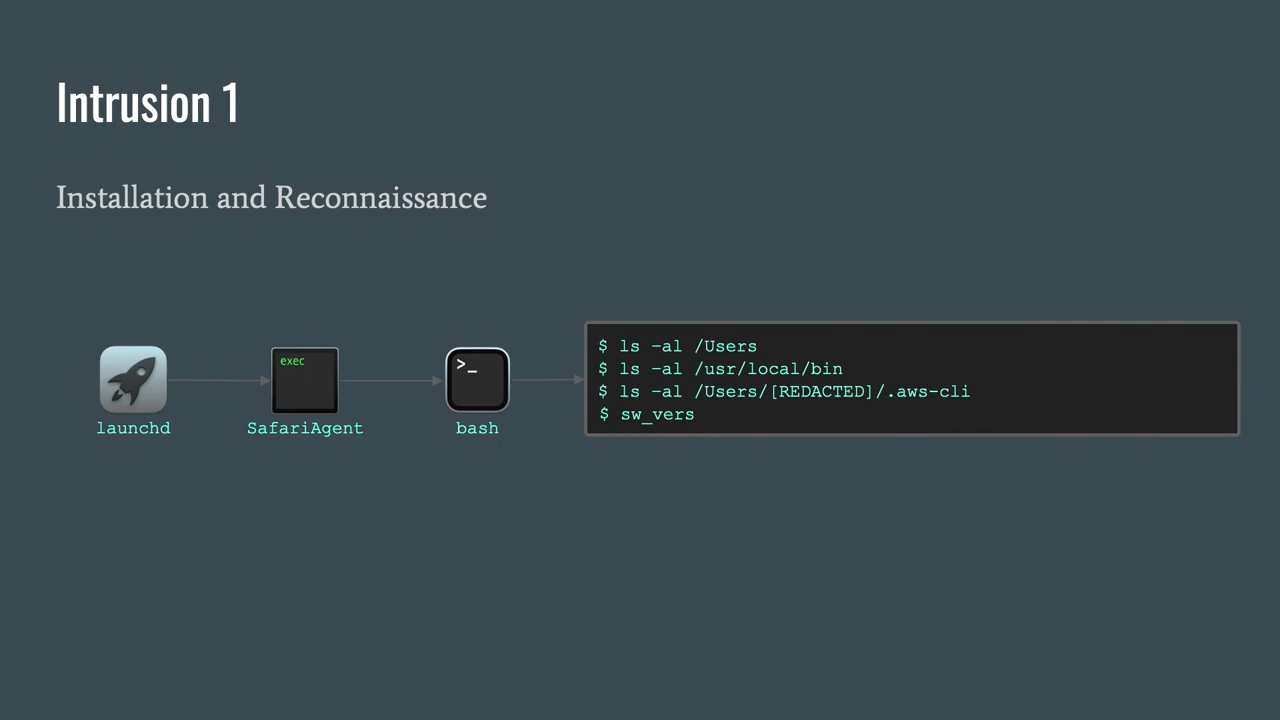 Intrusion 1
Installation and Reconnaissance
exec
>_
launchd
SafariAgent
bash
$ ls -al /Users
$ ls -al /usr/local/bin
$ ls -al /Users/[REDACTED]/.aws-cli
$ sw_vers